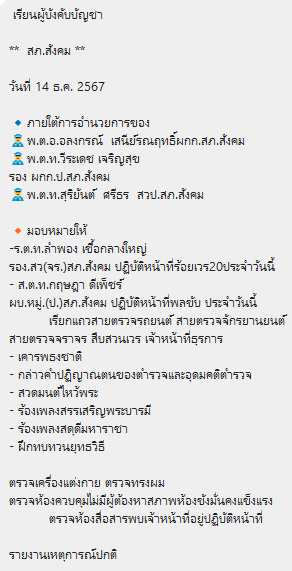 เรียนผู้บังคับบัญชา
** สภ.สังคม **
วันที่ 14 ธ.ค. 2567
🔹ภายใต้การอำนวยการของ
👮พ.ต.อ.อลงกรณ์ เสนีย์รณฤทธิ์ผกก.สภ.สังคม
👮พ.ต.ท.วีระเดช เจริญสุข
รอง ผกก.ป.สภ.สังคม
👮พ.ต.ท.สุริยันต์ ศรีธร สวป.สภ.สังคม
🔸มอบหมายให้
-ร.ต.ท.ลำพอง เชื้อกลางใหญ่
รอง.สว(จร.)สภ.สังคม ปฏิบัติหน้าที่ร้อยเวร20ประจำวันนี้
- ส.ต.ท.กฤษฎา ดีเพ็ชร์
ผบ.หมู่.(ป.)สภ.สังคม ปฏิบัติหน้าที่พลขับ ประจำวันนี้
เรียกแถวสายตรวจรถยนต์ สายตรวจจักรยานยนต์
สายตรวจจราจร สืบสวนเวร เจ้าหน้าที่ธุรการ
- เคารพธงชาติ
- กล่าวคำปฏิญาณตนของตำรวจและอุดมคติตำรวจ
- สวดมนต์ไหว้พระ
- ร้องเพลงสรรเสริญพระบารมี
- ร้องเพลงสดุดีมหาราชา
- ฝึกทบทวนยุทธวิธี
ตรวจเครื่องแต่งกาย ตรวจทรงผม
ตรวจห้องควบคุมไม่มีผู้ต้องหาสภาพห้องขังมั่นคงแข็งแรง
ตรวจห้องสื่อสารพบเจ้าหน้าที่อยู่ปฏิบัติหน้าที่
รายงานเหตุการณ์ปกติ